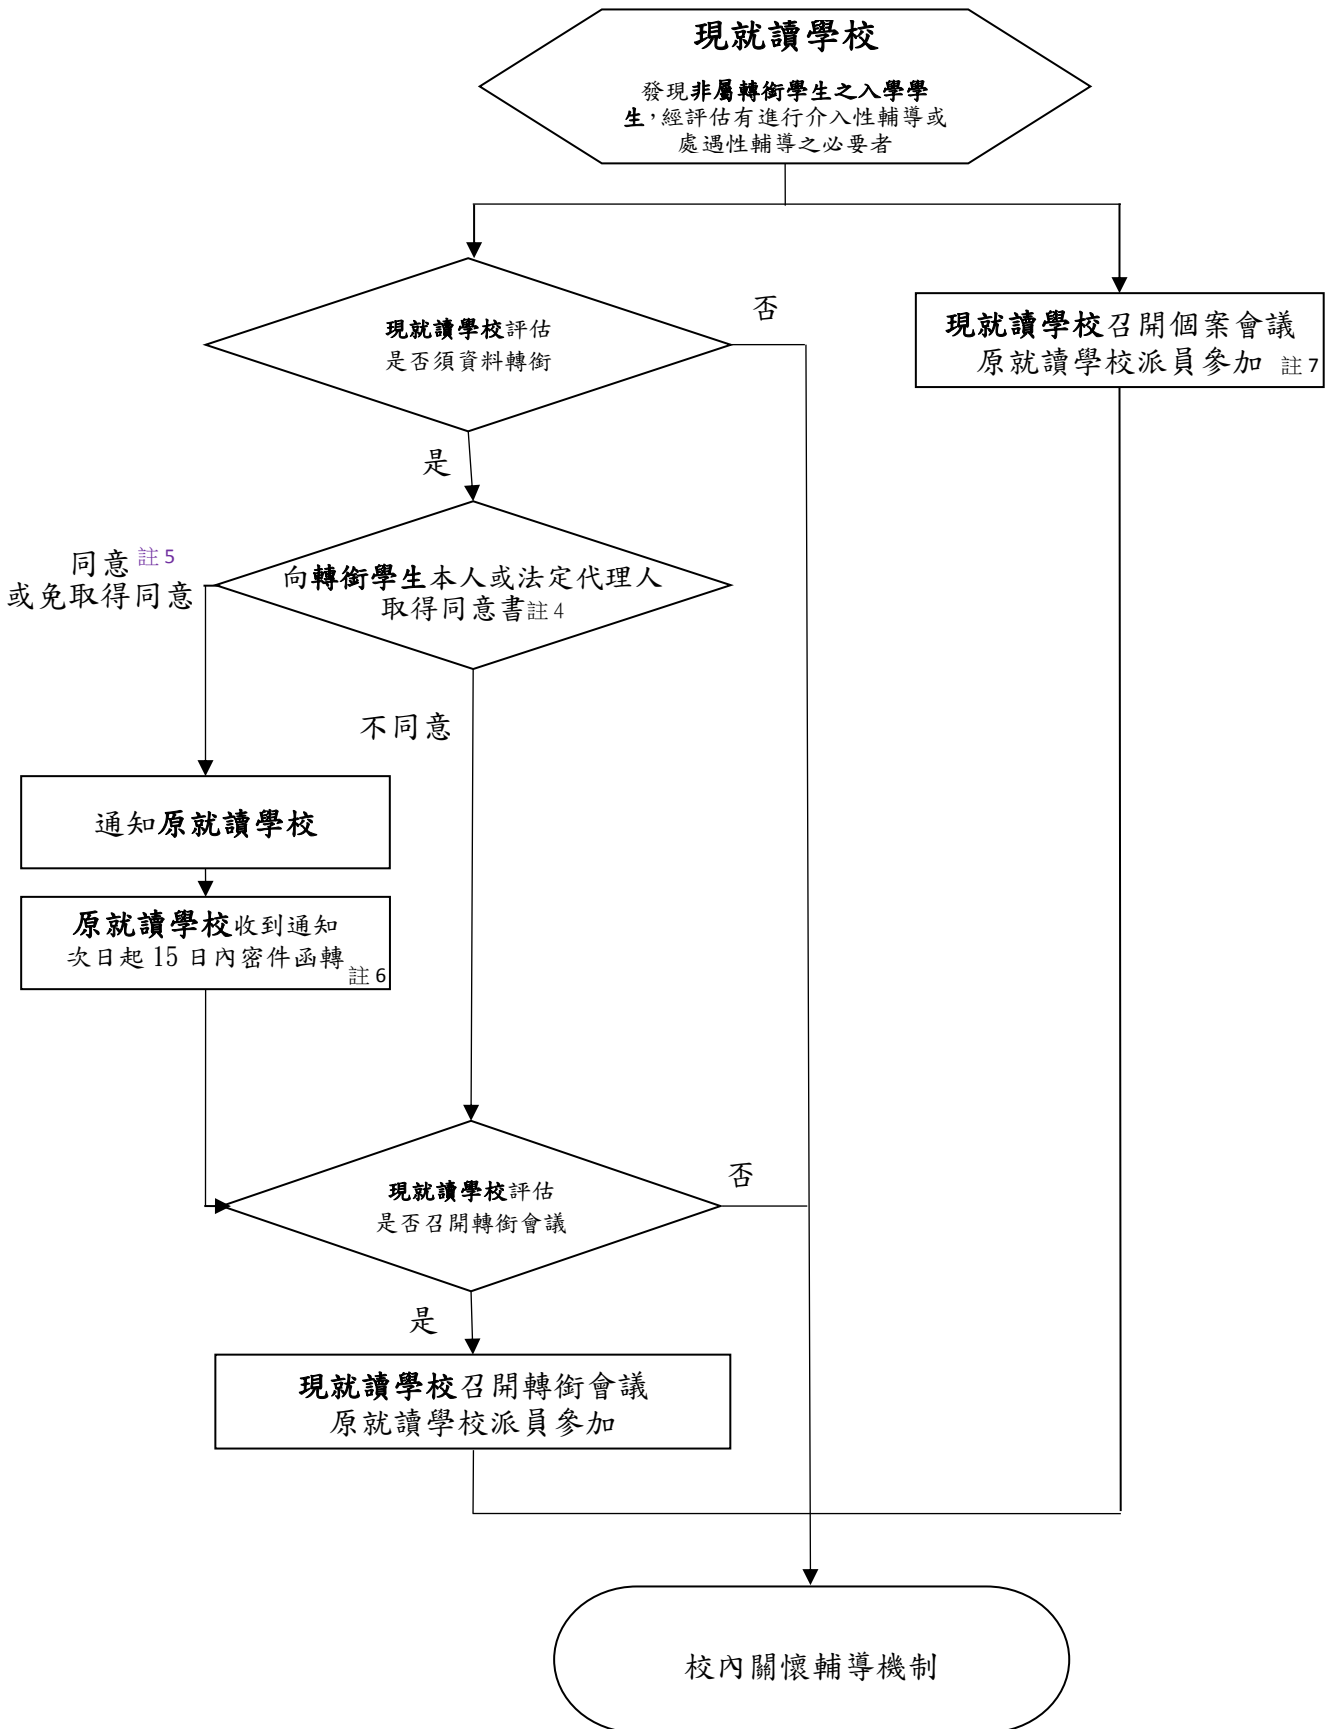 現就讀學校
發現非屬轉銜學生之入學學
生，經評估有進行介入性輔導或
處遇性輔導之必要者
否
現就讀學校評估
是否須資料轉銜
現就讀學校召開個案會議
原就讀學校派員參加 註7
是
同意 註5
或免取得同意
向轉銜學生本人或法定代理人
取得同意書註4
不同意
通知原就讀學校
原就讀學校收到通知
次日起 15 日內密件函轉 註6
現就讀學校評估
是否召開轉銜會議
否
是
現就讀學校召開轉銜會議
原就讀學校派員參加
校內關懷輔導機制